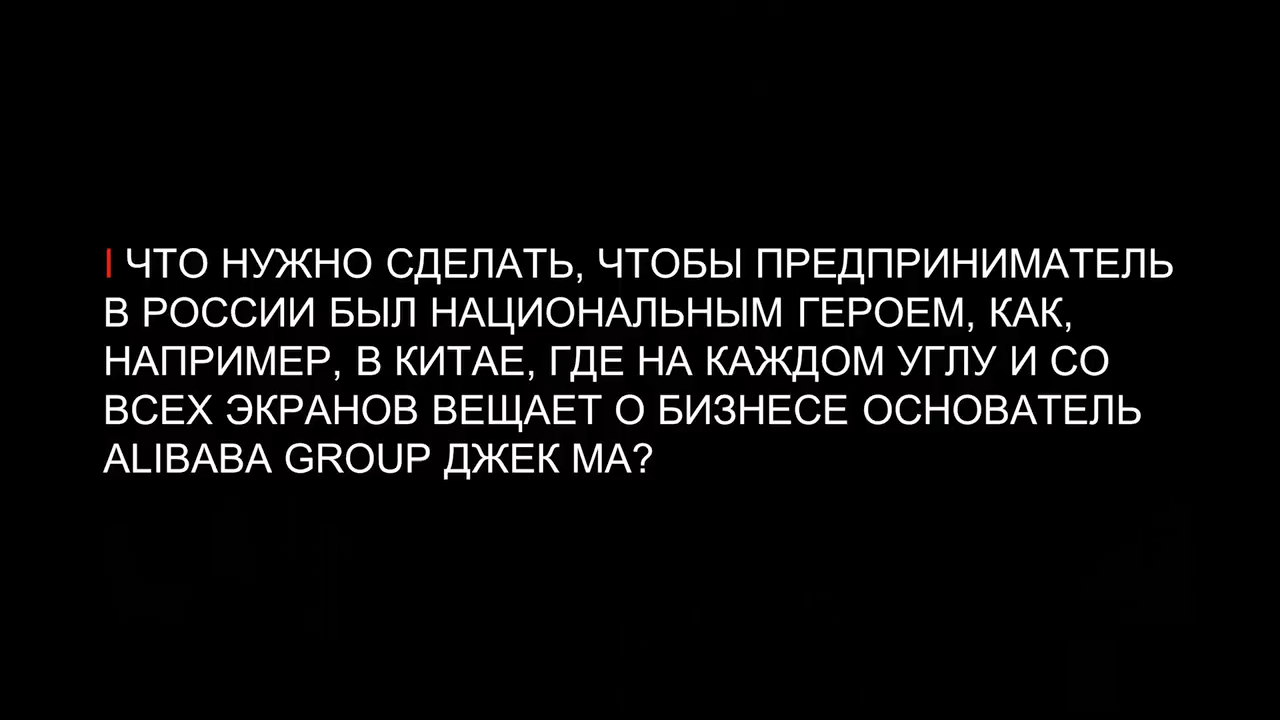 | ЧТО НУЖНО СДЕЛАТЬ, ЧТОБЫ ПРЕДПРИНИМАТЕЛЬ
В РОССИИ БЫЛ НАЦИОНАЛЬНЫМ ГЕРОЕМ, КАК,
НАПРИМЕР, В КИТАЕ, ГДЕ НА КАЖДОМ УГЛУ И СО
ВСЕХ ЭКРАНОВ ВЕЩАЕТ О БИЗНЕСЕ ОСНОВАТЕЛЬ
ALIBABA GROUP ДЖЕК МА?